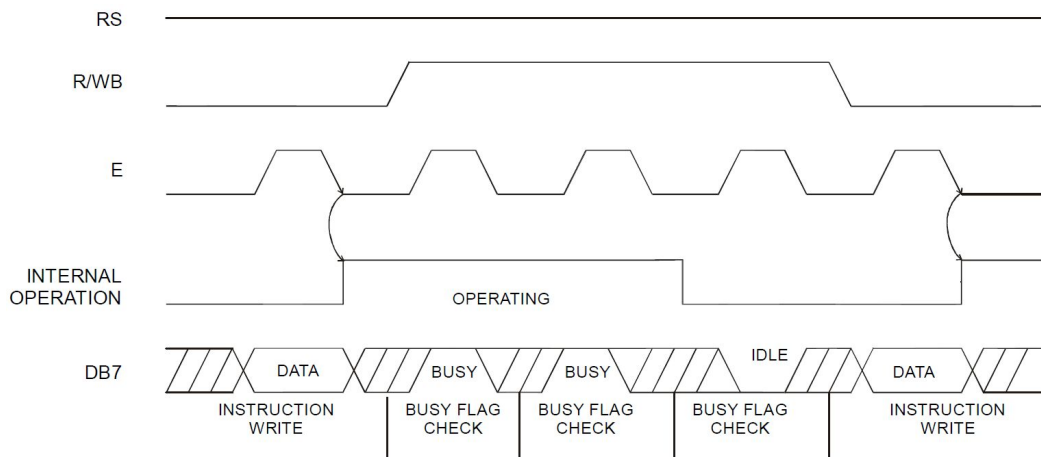 RS
R/WB
E
INTERNAL
OPERATION
OPERATING
DB7
DATA
BUSY
BUSY
IDLE
DATA
INSTRUCTION
WRITE
BUSY FLAG
CHECK
BUSY FLAG
CHECK
BUSY FLAG
CHECK
INSTRUCTION
WRITE